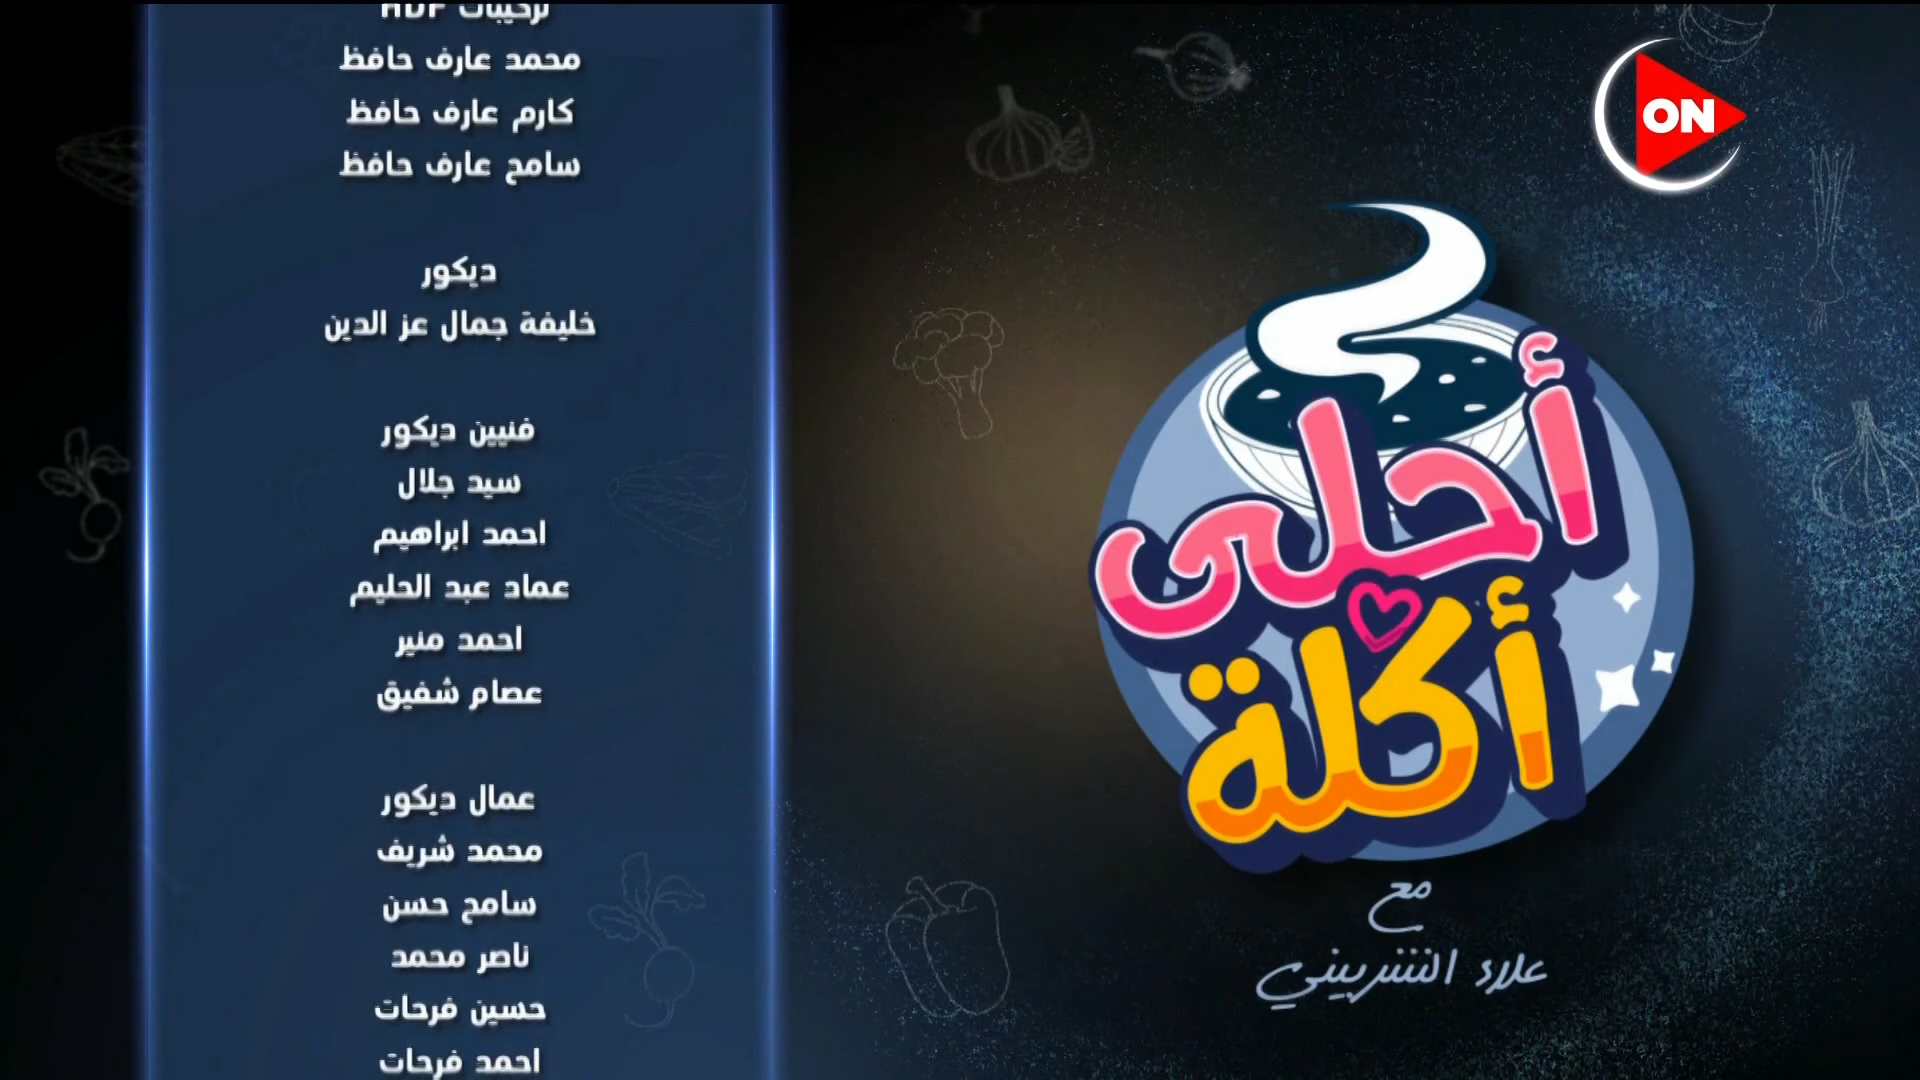 تركيبات HDF
محمد عارف حافظ
كارم عارف حافظ
سامح عارف حافظ
ديكور
خليفة جمال عز الدين
فنيين ديكور
سيد جلال
احمد ابراهيم
عماد عبد الحليم
احمد منير
عصام شفيق
عمال ديكور
محمد شريف
سامح حسن
ناصر محمد
حسين فرحات
احمد فرحات
ON
أحلى
أكلة
مع
علاء الشربيني